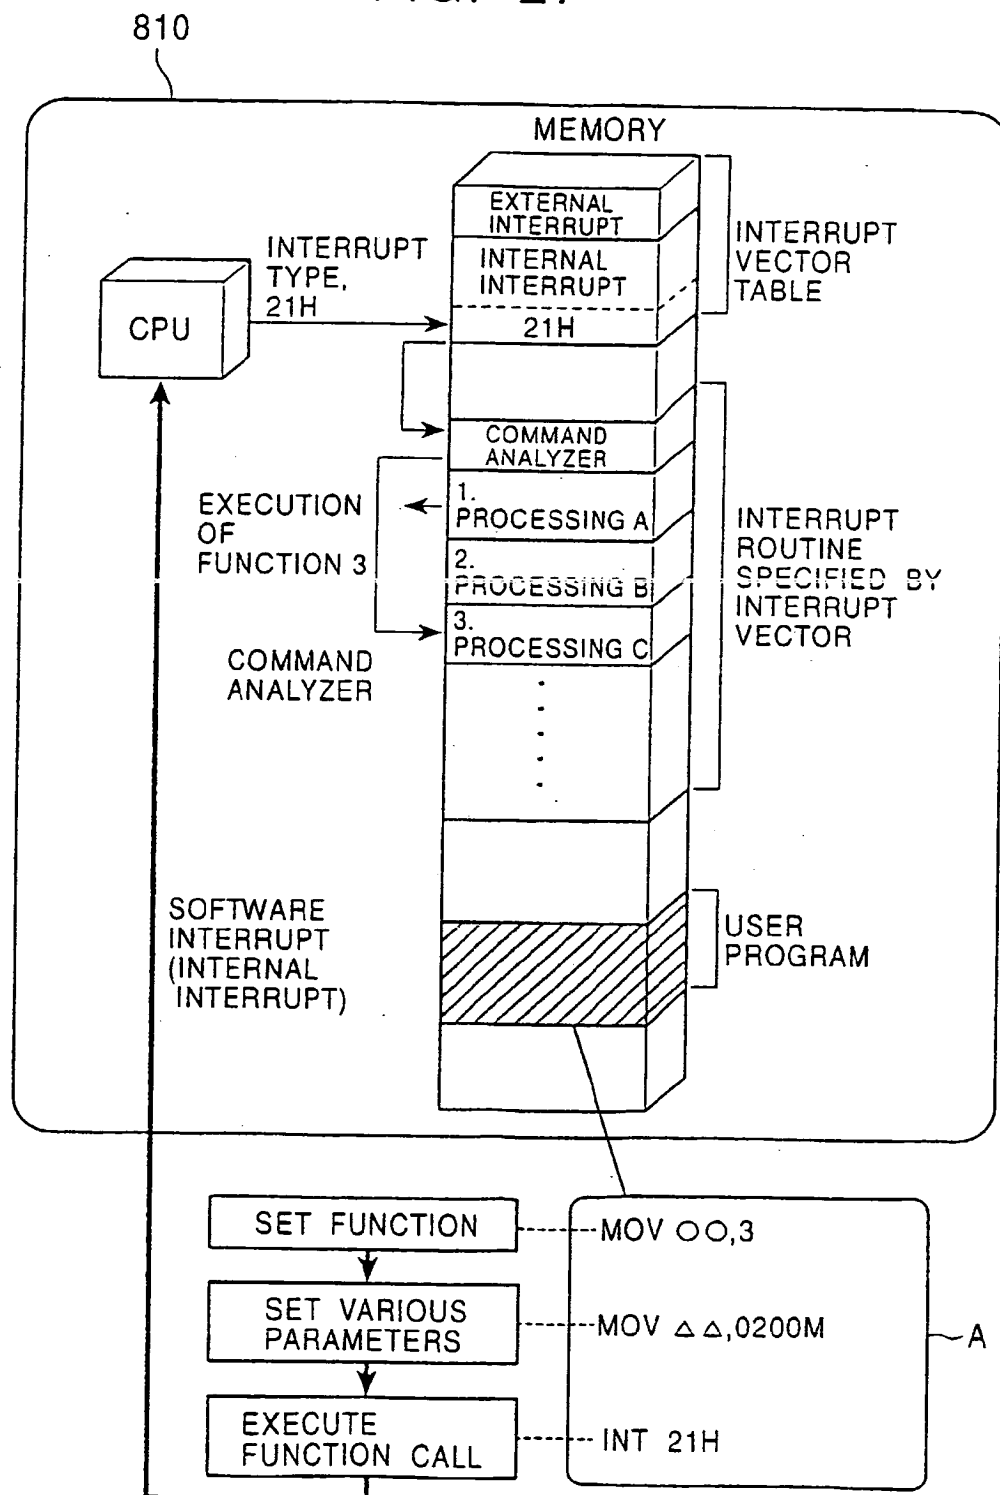 810
MEMORY
EXTERNAL
INTERRUPT
INTERNAL
INTERRUPT
21H
INTERRUPT
VECTOR
TABLE
INTERRUPT
TYPE,
21H
CPU
COMMAND
ANALYZER
1.
PROCESSING A
2.
PROCESSING B
3.
PROCESSING C
EXECUTION
OF
FUNCTION 3
COMMAND
ANALYZER
INTERRUPT
ROUTINE
SPECIFIED BY
INTERRUPT
VECTOR
SOFTWARE
INTERRUPT
(INTERNAL
INTERRUPT)
USER
PROGRAM
SET FUNCTION
MOV ○○,3
SET VARIOUS
PARAMETERS
MOV △△,0200M
A
EXECUTE
FUNCTION CALL
INT 21H